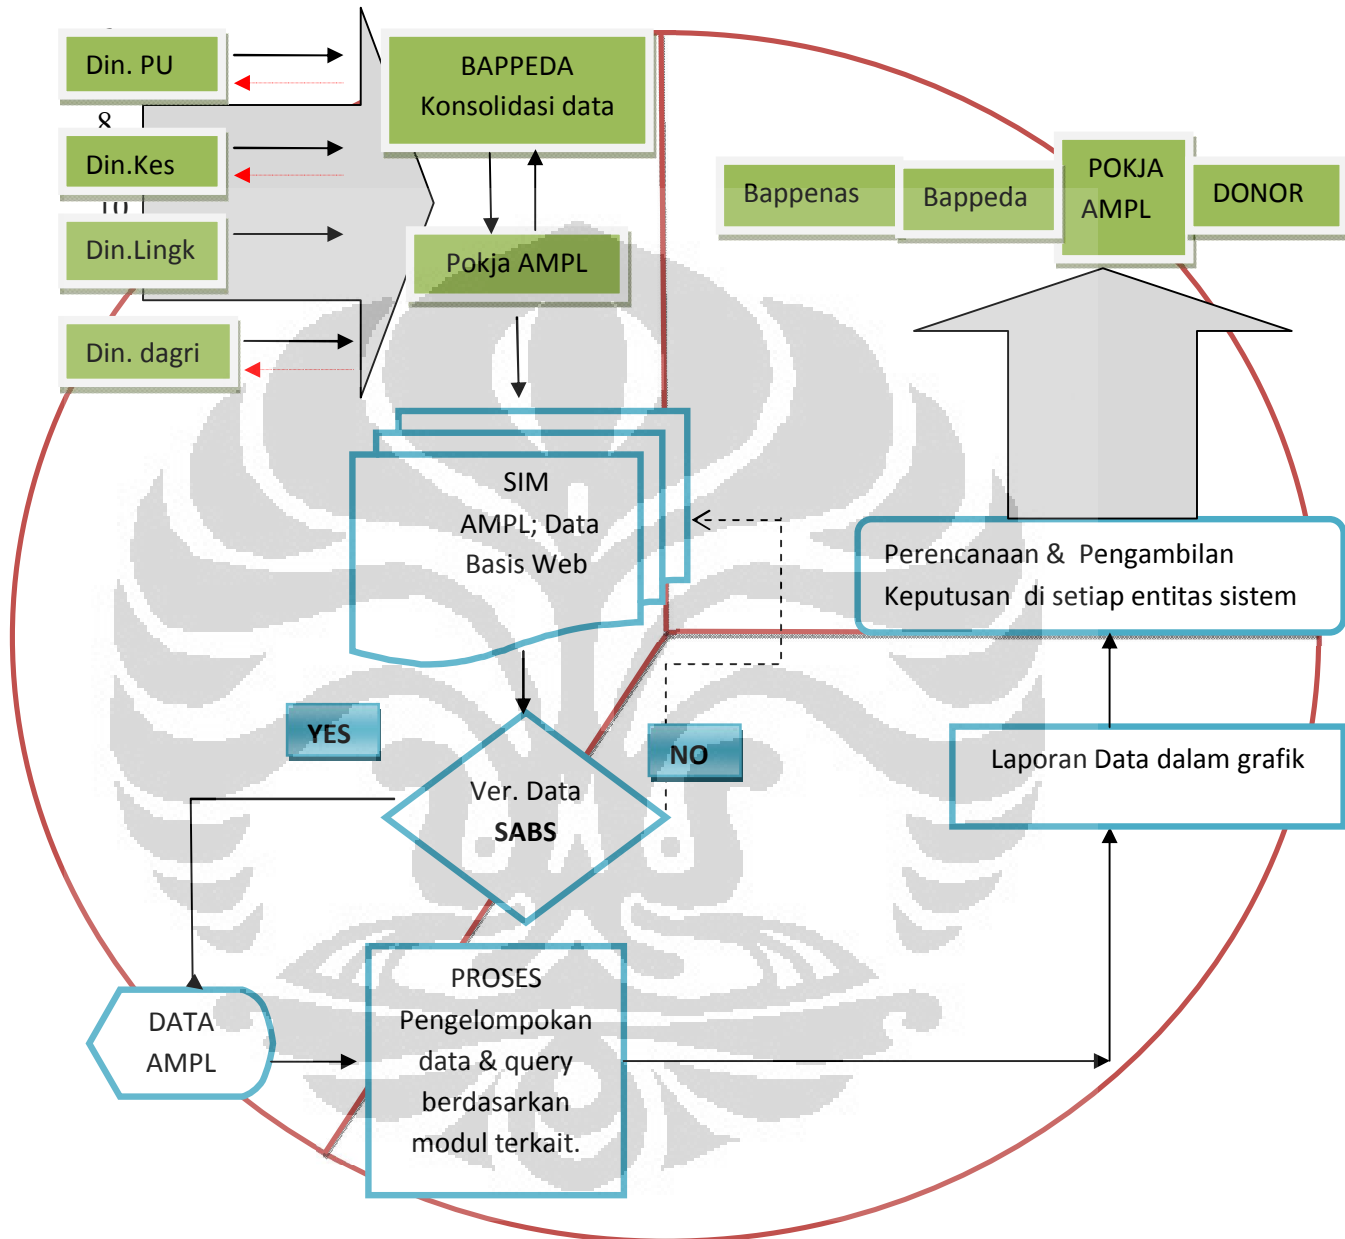 Din. PU
8
Din.Kes
10
Din.Lingk
Din. dagri
BAPPEDA
Konsolidasi data
Pokja AMPL
Bappenas
Bappeda
POKJA
AMPL
DONOR
SIM
AMPL; Data
Basis Web
Perencanaan & Pengambilan
Keputusan di setiap entitas sistem
YES
NO
Ver. Data
SABS
Laporan Data dalam grafik
DATA
AMPL
PROSES
Pengelompokan
data & query
berdasarkan
modul terkait.